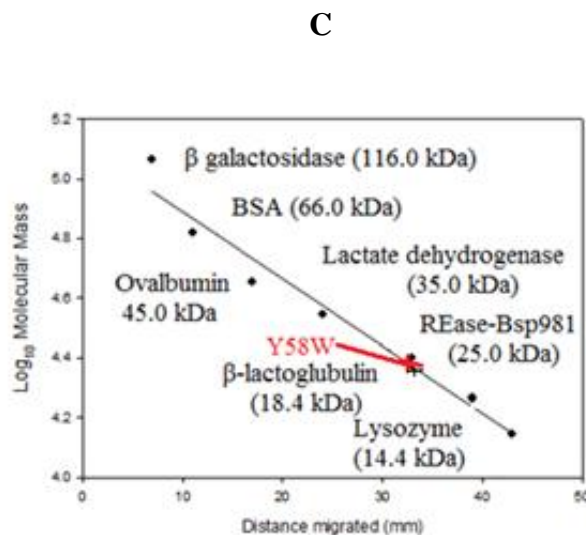 C
5.2
β galactosidase (116.0 kDa)
5.0
BSA (66.0 kDa)
4.8
Lactate dehydrogenase
(35.0 kDa)
Ovalbumin
45.0 kDa
4.6
REase-Bsp981
(25.0 kDa)
Y58W
4.4
β-lactoglubulin
(18.4 kDa)
4.2
Lysozyme
(14.4 kDa)
4.0
Log10 Molecular Mass
0 10 20 30 40 50
Distance migrated (mm)